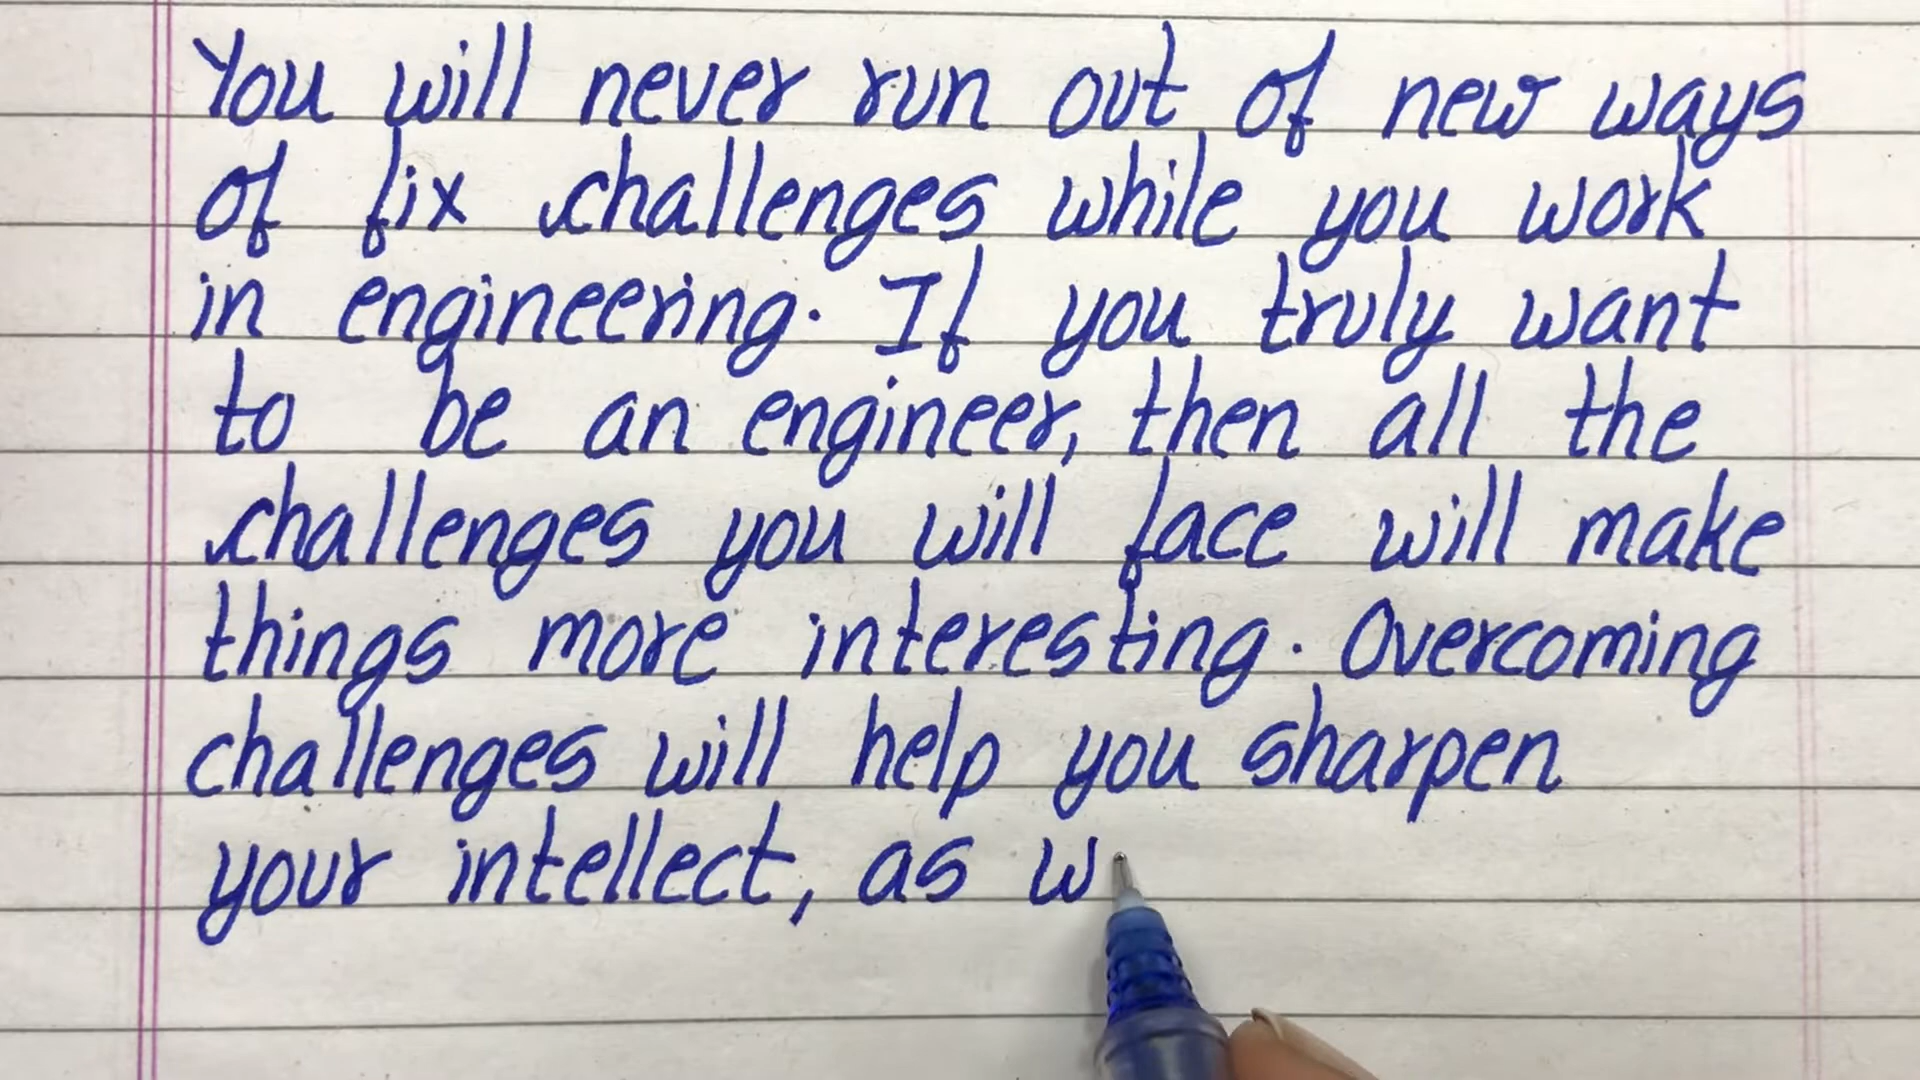 You will never run out of new ways
of fix challenges while you work
in engineering. If you truly want
to be an engineer, then all the
challenges you will face will make
things more interesting. Overcoming
challenges will help you sharpen
your intellect, as w